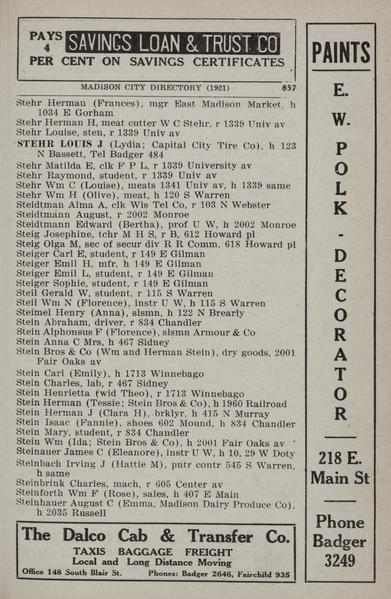 PAYS 4 SAVINGS LOAN & TRUST CO
PER CENT ON SAVINGS CERTIFICATES
MADISON CITY DIRECTORY (1921) 857
Stehr Herman (Frances), mgr East Madison Market, h
1034 E Gorham
Stehr Herman H, meat cutter W C Stehr, r 1339 Univ av
Stehr Louise, sten, r 1339 Univ av
STEHR LOUIS J (Lydia; Capital City Tire Co), h 123
N Bassett, Tel Badger 484
Stehr Matilda E, clk F P L, r 1339 University av
Stehr Raymond, student, r 1339 Univ av
Stehr Wm C (Louise), meats 1341 Univ av, h 1339 same
Stehr Wm H (Olive), meat, h 120 S Warren
Steidtman Alma A, clk Wis Tel Co, r 103 N Webster
Steidtmann August, r 2002 Monroe
Steidtmann Edward (Bertha), prof U W, h 2002 Monroe
Steig Josephine, tchr M H S, r B, 612 Howard pl
Steig Olga M, sec of secur div R R Comm, 618 Howard pl
Steiger Carl E, student, r 149 E Gilman
Steiger Emil H, mfr, h 149 E Gilman
Steiger Emil L, student, r 149 E Gilman
Steiger Sophie, student, r 149 E Gilman
Steil Gerald W, student, r 115 S Warren
Steil Wm N (Florence), instr U W, h 115 S Warren
Steimel Henry (Anna), slsmn, h 122 N Brearly
Stein Abraham, driver, r 834 Chandler
Stein Alphonsus F (Florence), slsmn Armour & Co
Stein Anna C Mrs, h 467 Sidney
Stein Bros & Co (Wm and Herman Stein), dry goods, 2001
Fair Oaks av
Stein Carl (Emily), h 1713 Winnebago
Stein Charles, lab, r 467 Sidney
Stein Henrietta (wid Theo), r 1713 Winnebago
Stein Herman (Tessie; Stein Bros & Co), h 1960 Railroad
Stein Herman J (Clara H), brklyr, h 415 N Murray
Stein Isaac (Fannie), shoes 602 Mound, h 834 Chandler
Stein Mary, student, r 834 Chandler
Stein Wm (Ida; Stein Bros & Co), h 2001 Fair Oaks av
Steinauer James C (Eleanore), instr U W, h 10, 29 W Doty
Steinbach Irving J (Hattie M), pntr contr 545 S Warren,
h same
Steinbrink Charles, mach, r 605 Center av
Steinforth Wm F (Rose), sales, h 407 E Main
Steinhauer August C (Emma, Madison Dairy Produce Co),
h 2035 Russell
The Dalco Cab & Transfer Co.
TAXIS BAGGAGE FREIGHT
Local and Long Distance Moving
Office 148 South Blair St. Phones: Badger 2646, Fairchild 935
PAINTS
E. W. POLK - DECORATOR
218 E.
Main St
Phone
Badger
3249